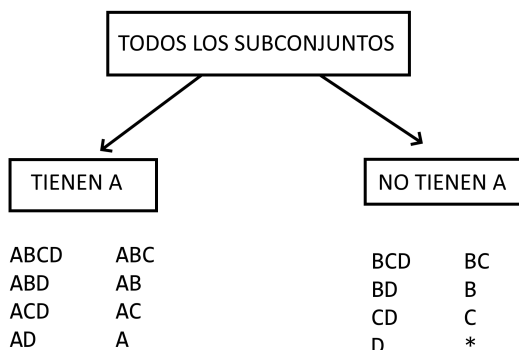 TODOS LOS SUBCONJUNTOS
TIENEN A
NO TIENEN A
ABCD ABC
ABD AB
ACD AC
AD A
BCD BC
BD B
CD C
D *